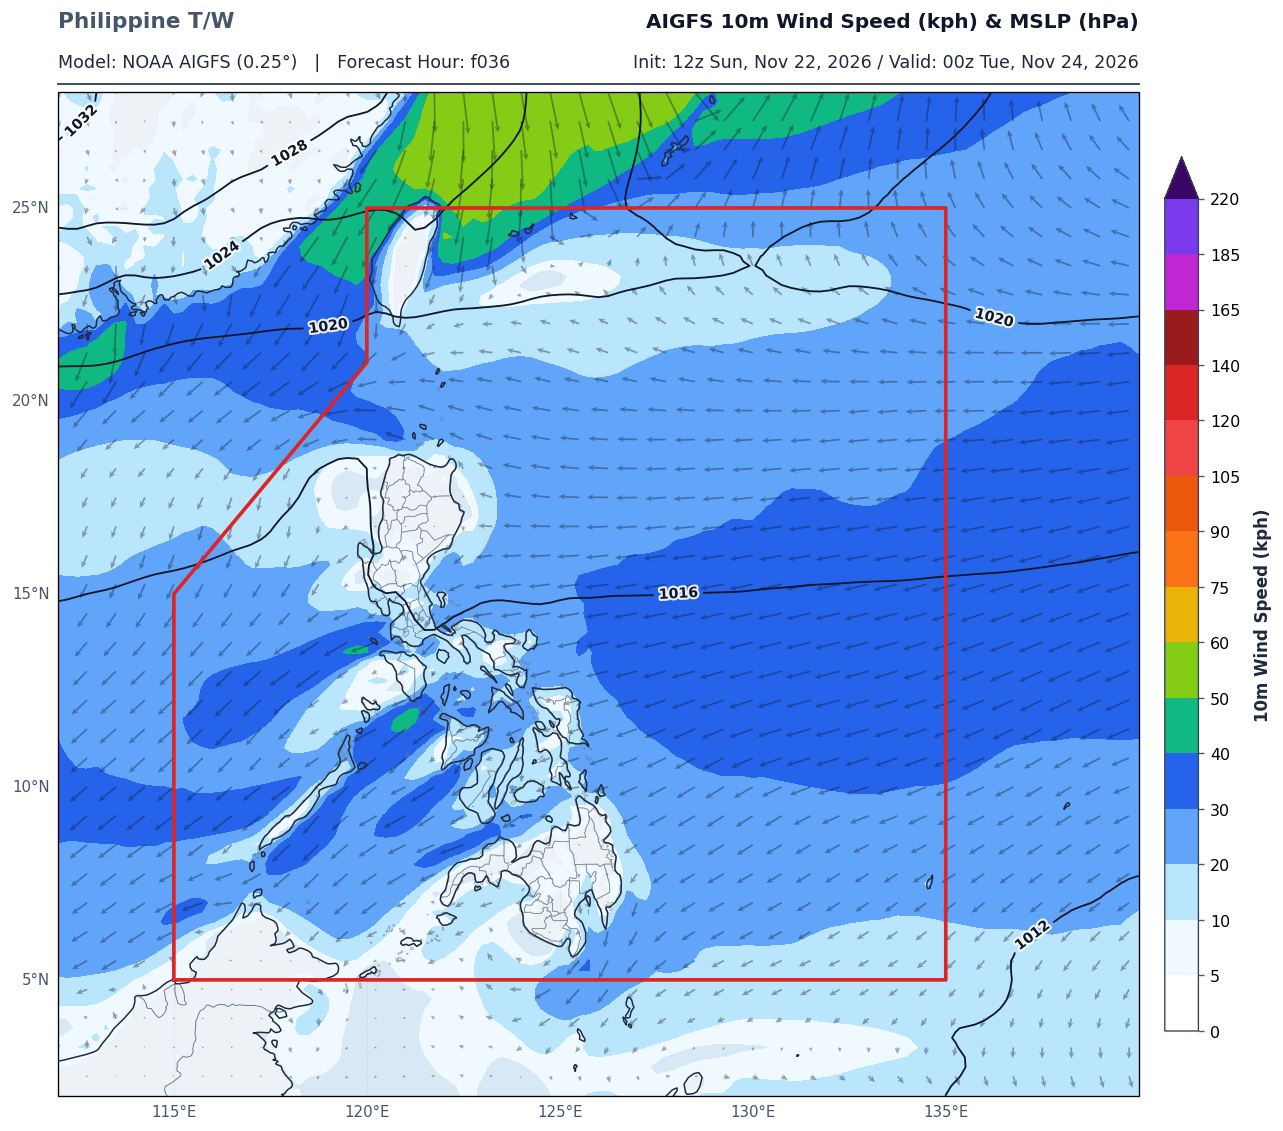 Philippine T/W
AIGFS 10m Wind Speed (kph) & MSLP (hPa)
Model: NOAA AIGFS (0.25°) | Forecast Hour: f036
Init: 12z Sun, Nov 22, 2026 / Valid: 00z Tue, Nov 24, 2026
1032
1028
1024
1020
1020
1016
1012
25°N
20°N
15°N
10°N
5°N
115°E
120°E
125°E
130°E
135°E
220
185
165
140
120
105
90
75
60
50
40
30
20
10
5
0
10m Wind Speed (kph)